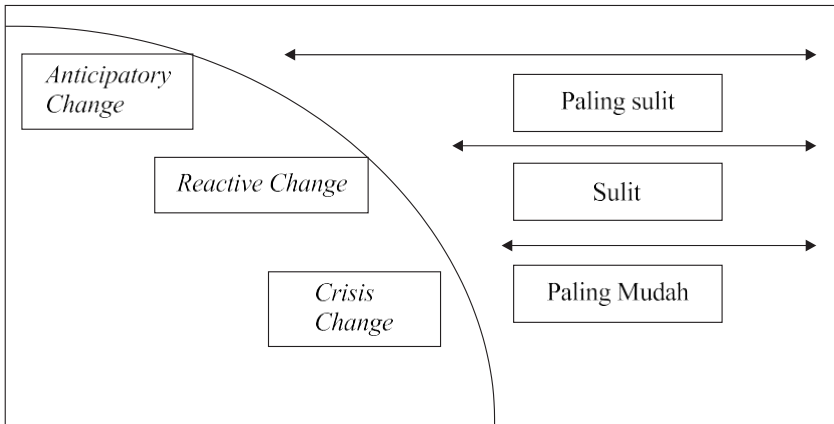 Anticipatory
Change
Paling sulit
Reactive Change
Sulit
Crisis
Change
Paling Mudah